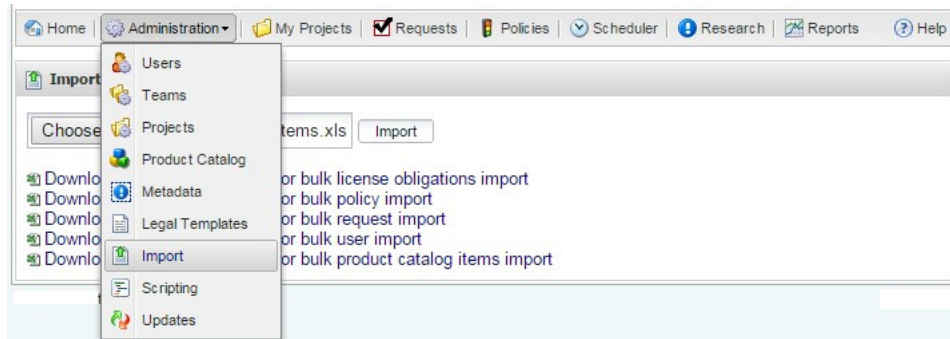 Home | Administration | My Projects | Requests | Policies | Scheduler | Research | Reports Help
Users
Import
Teams
Projects
Choose tems.xls Import
Product Catalog
Downlo or bulk license obligations import
Metadata
Downlo or bulk policy import
Downlo or bulk request import
Legal Templates
Downlo or bulk user import
Import
Downlo or bulk product catalog items import
Scripting
Updates